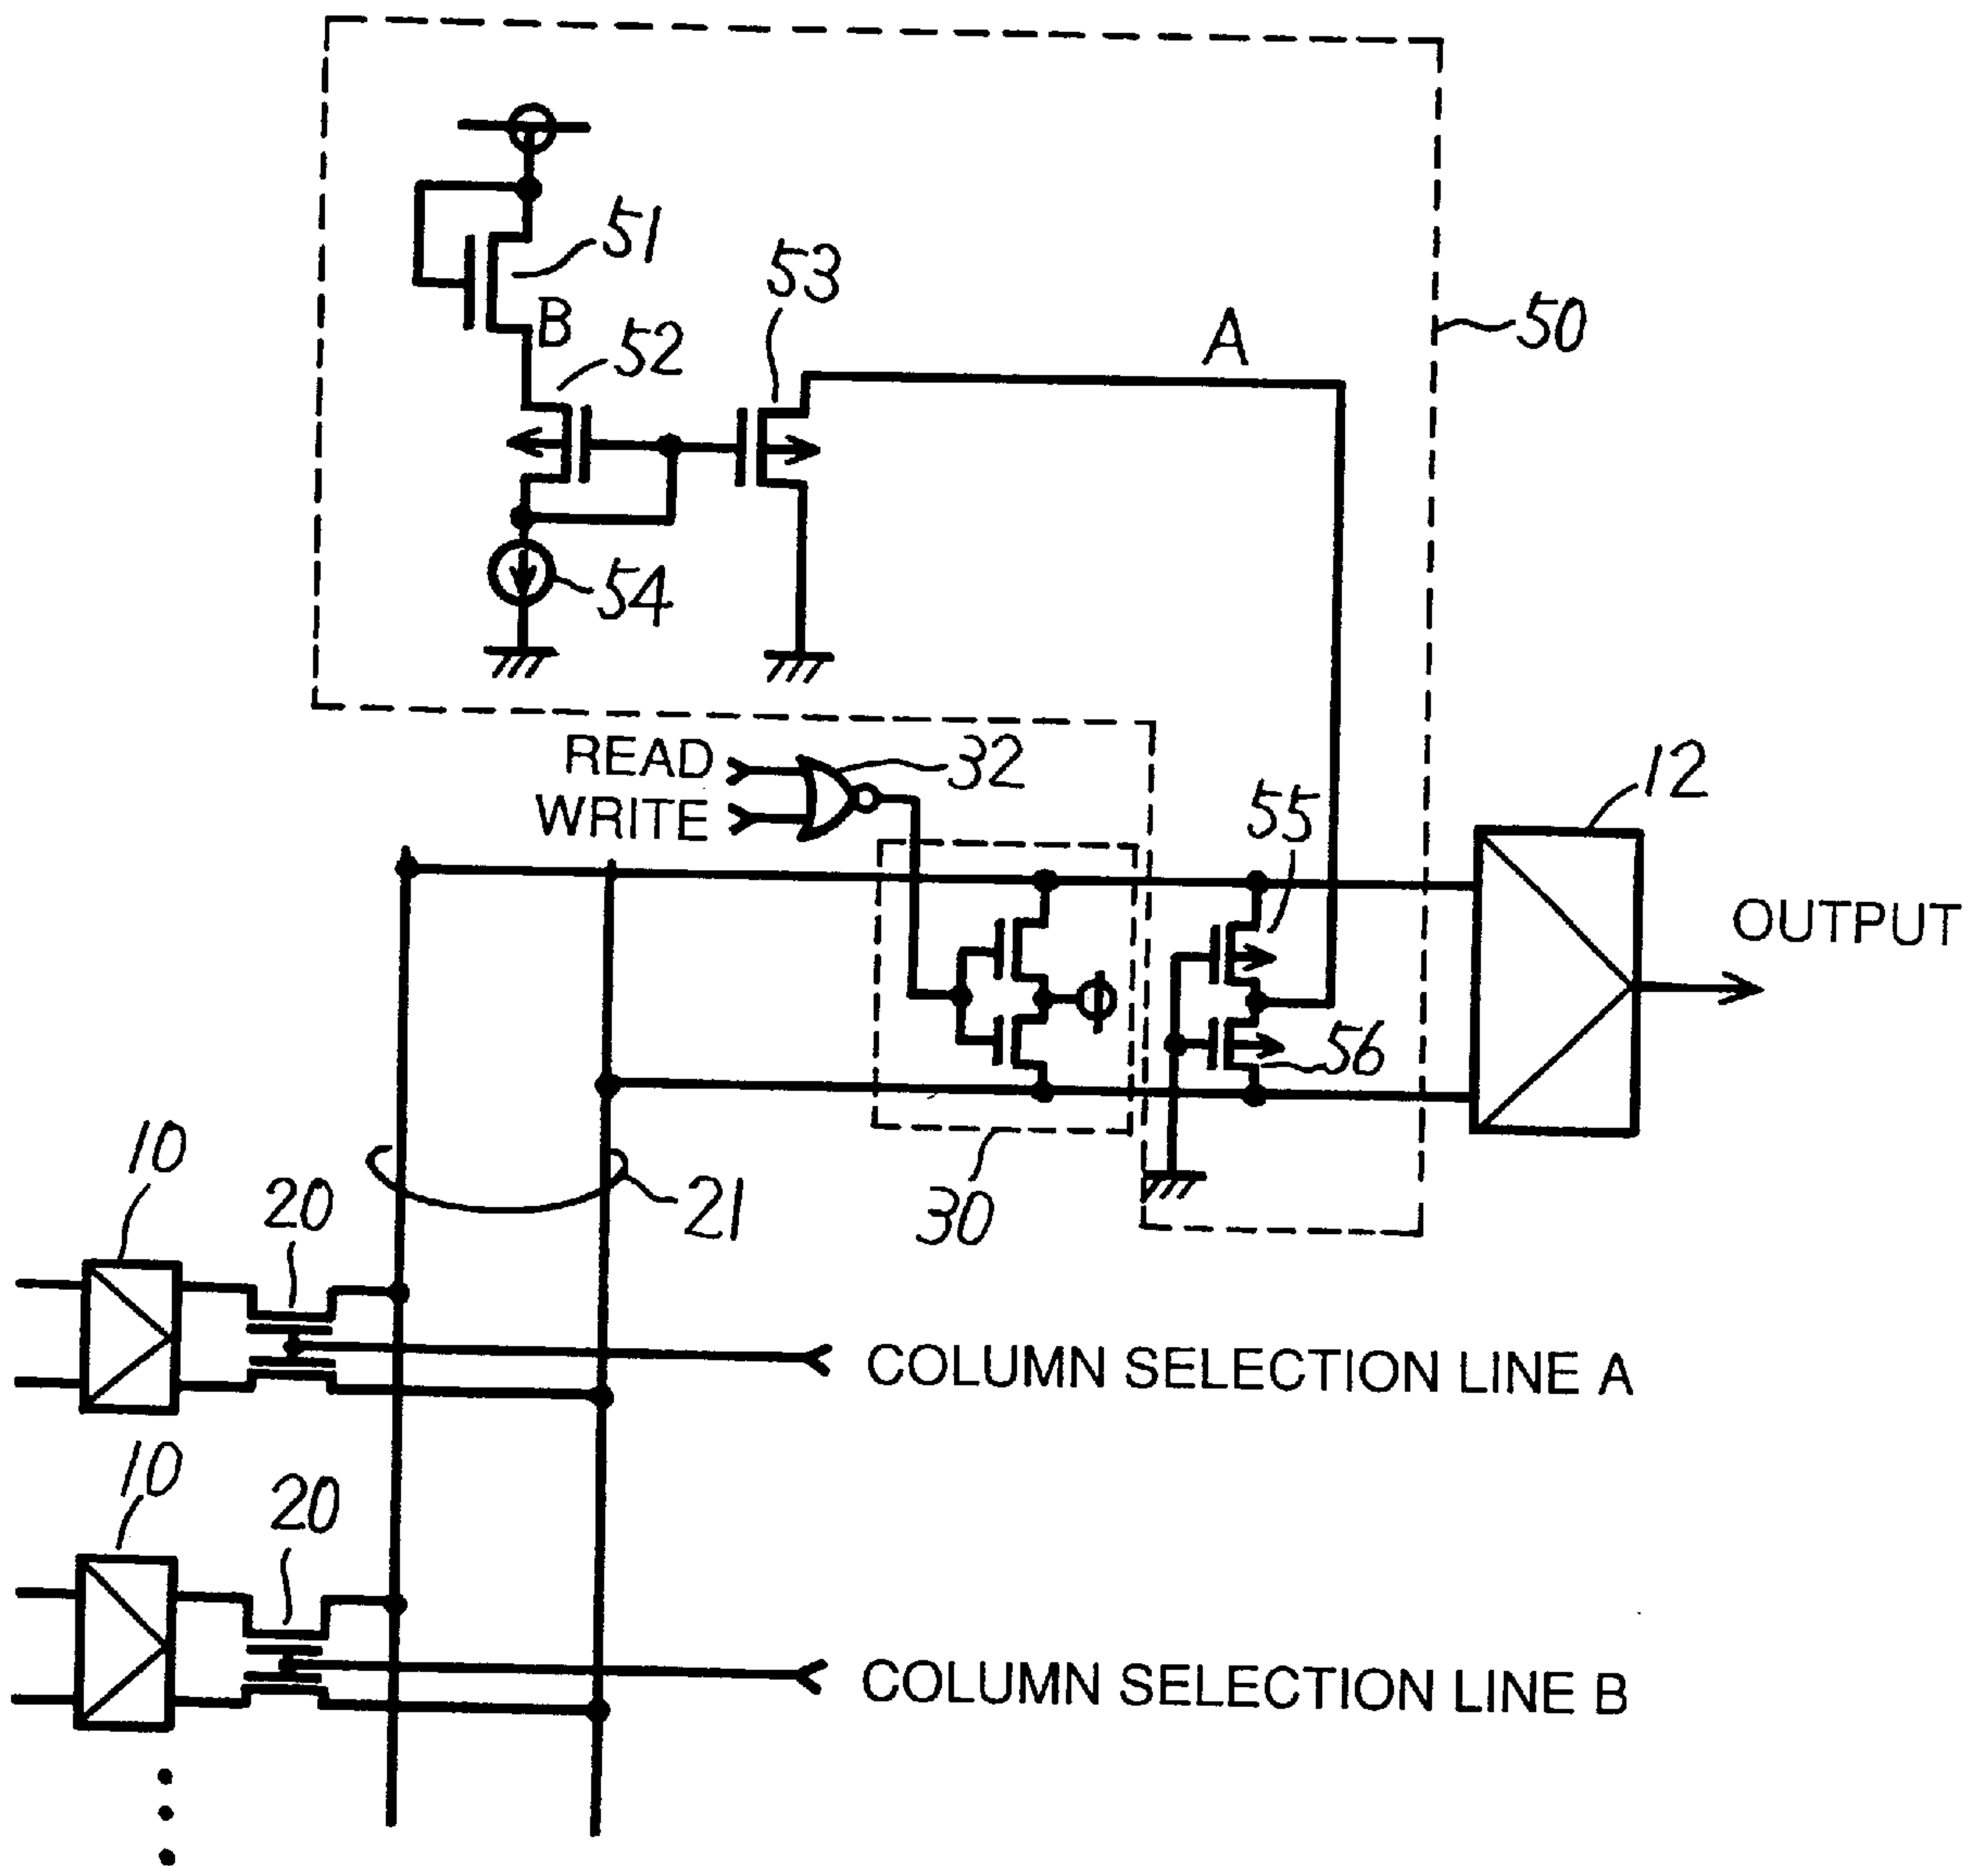 51
53
B
52
A
50
54
READ
32
WRITE
12
55
OUTPUT
56
10
20
21
30
COLUMN SELECTION LINE A
10
20
COLUMN SELECTION LINE B